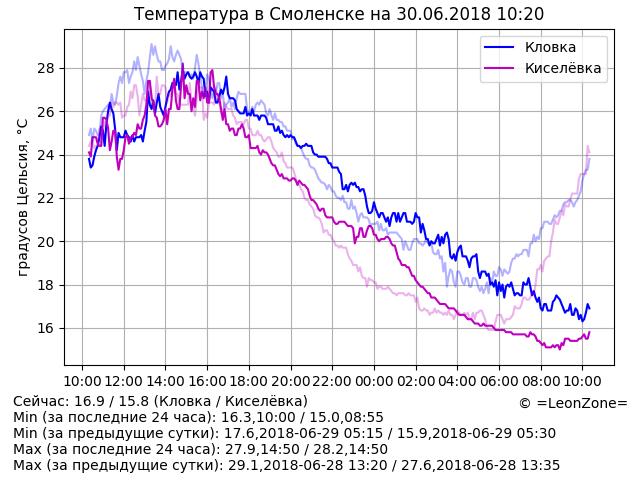 Температура в Смоленске на 30.06.2018 10:20
Кловка
Киселёвка
градусов Цельсия, °C
28
26
24
22
20
18
16
10:00 12:00 14:00 16:00 18:00 20:00 22:00 00:00 02:00 04:00 06:00 08:00 10:00
Сейчас: 16.9 / 15.8 (Кловка / Киселёвка)
© =LeonZone=
Min (за последние 24 часа): 16.3,10:00 / 15.0,08:55
Min (за предыдущие сутки): 17.6,2018-06-29 05:15 / 15.9,2018-06-29 05:30
Max (за последние 24 часа): 27.9,14:50 / 28.2,14:50
Max (за предыдущие сутки): 29.1,2018-06-28 13:20 / 27.6,2018-06-28 13:35